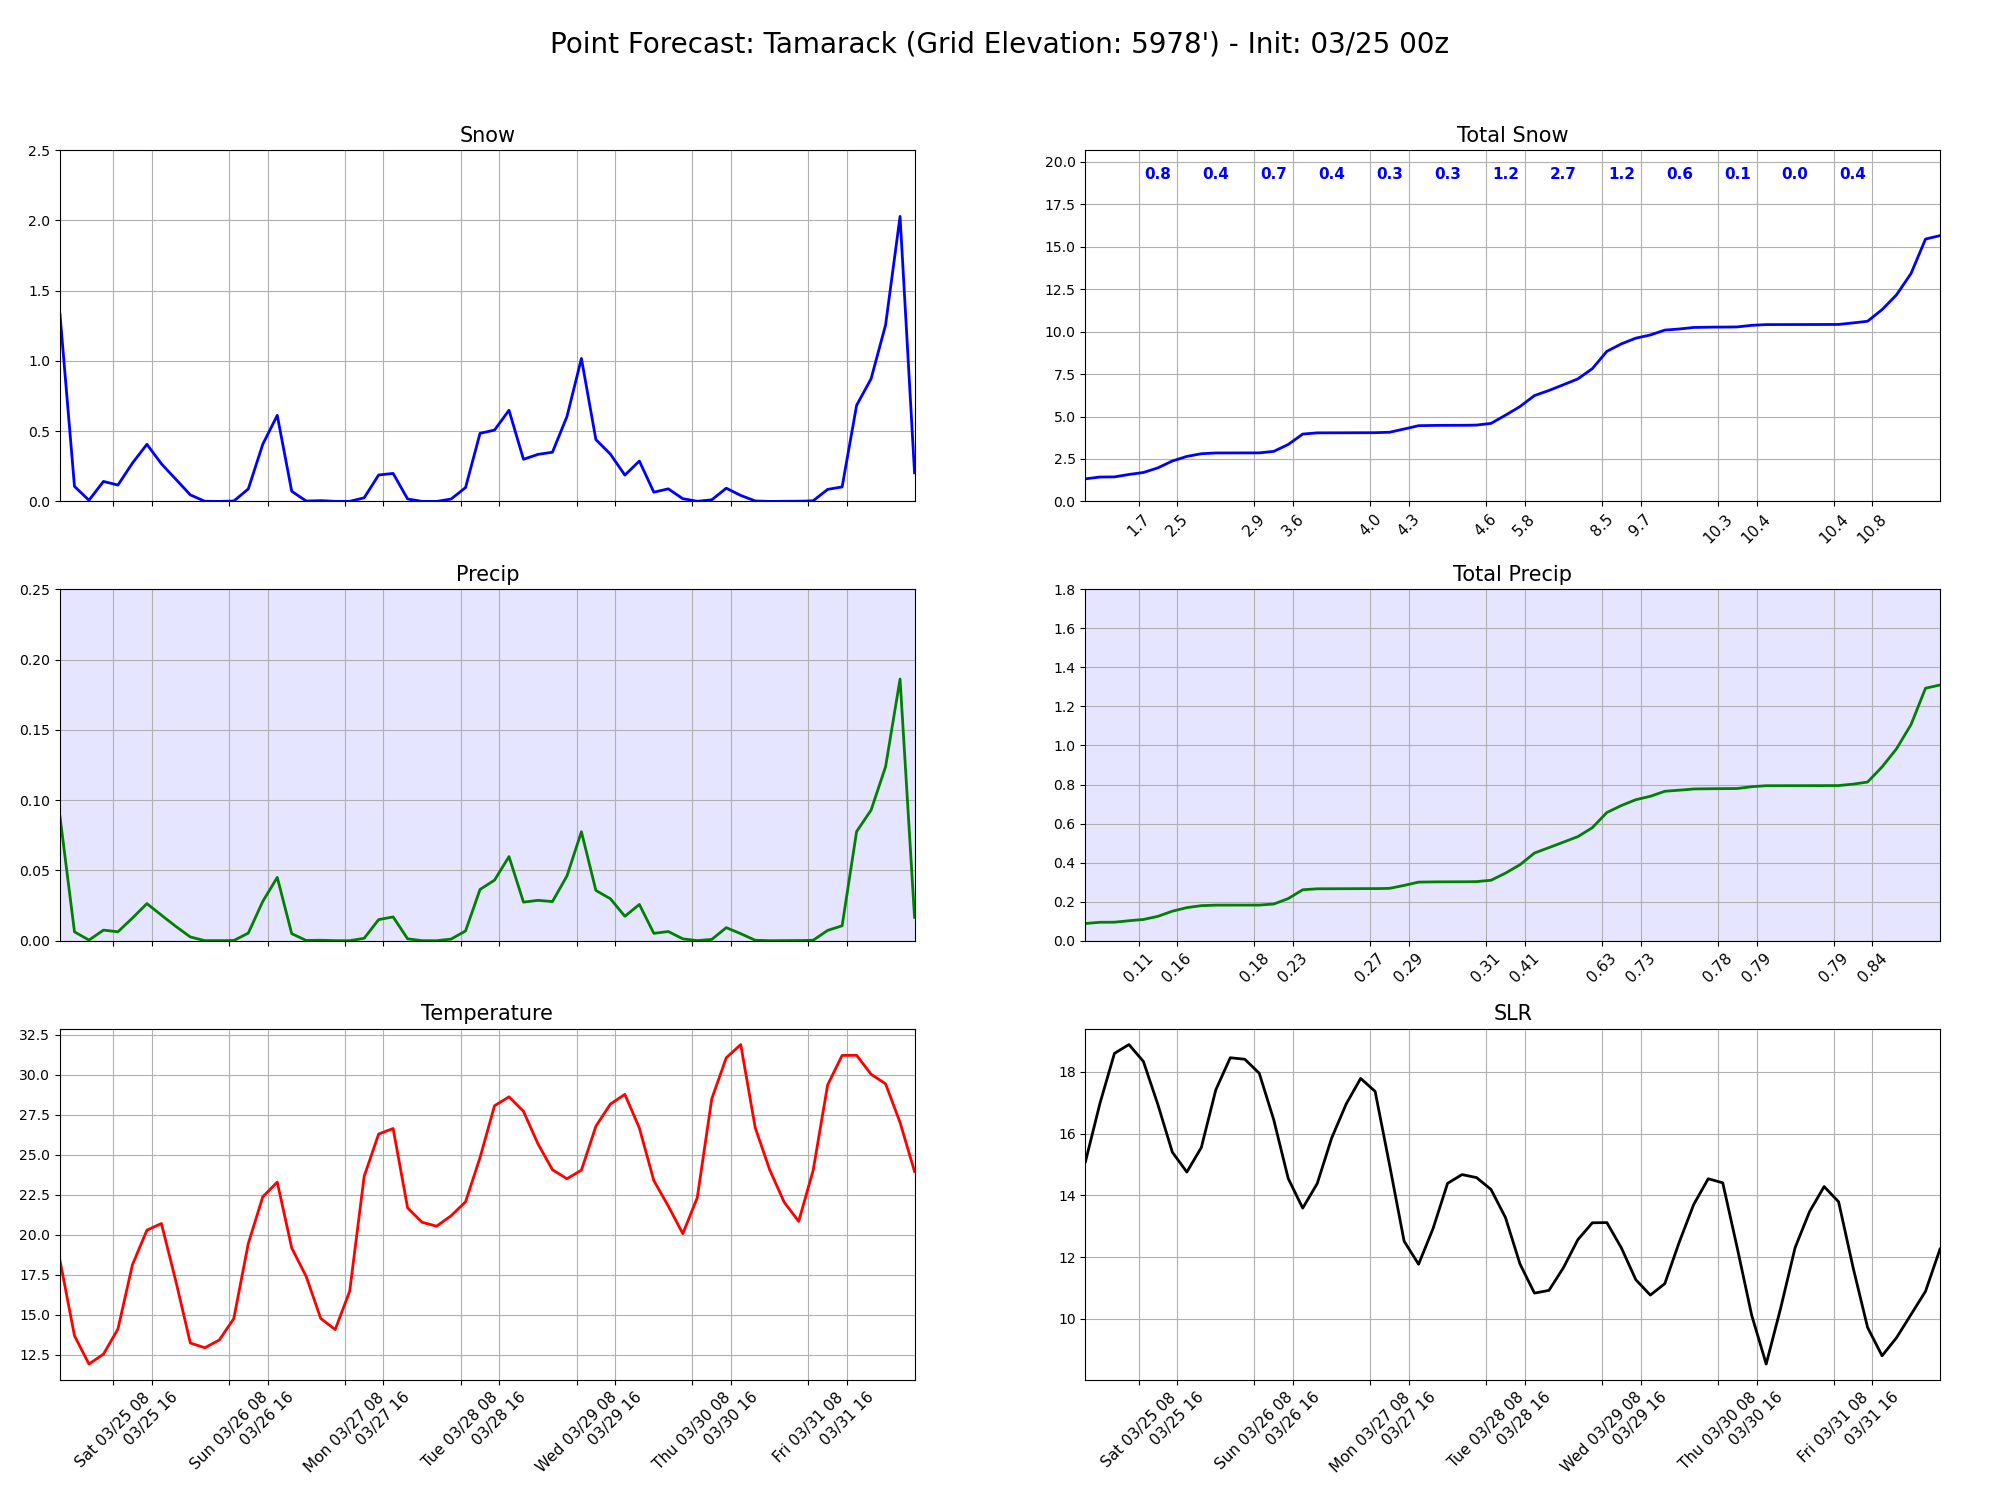 Point Forecast: Tamarack (Grid Elevation: 5978') - Init: 03/25 00z
Snow
2.5
2.0
1.5
1.0
0.5
0.0
Total Snow
20.0
17.5
15.0
12.5
10.0
7.5
5.0
2.5
0.0
0.8 0.4 0.7 0.4 0.3 0.3 1.2 2.7 1.2 0.6 0.1 0.0 0.4
1.7 2.5 2.9 3.6 4.0 4.3 4.6 5.8 8.5 9.7 10.3 10.4 10.4 10.8
Precip
0.25
0.20
0.15
0.10
0.05
0.00
Total Precip
1.8
1.6
1.4
1.2
1.0
0.8
0.6
0.4
0.2
0.0
0.11 0.16 0.18 0.23 0.27 0.29 0.31 0.41 0.63 0.73 0.78 0.79 0.79 0.84
Temperature
32.5
30.0
27.5
25.0
22.5
20.0
17.5
15.0
12.5
Sat 03/25 08
03/25 16
Sun 03/26 08
03/26 16
Mon 03/27 08
03/27 16
Tue 03/28 08
03/28 16
Wed 03/29 08
03/29 16
Thu 03/30 08
03/30 16
Fri 03/31 08
03/31 16
SLR
18
16
14
12
10
Sat 03/25 08
03/25 16
Sun 03/26 08
03/26 16
Mon 03/27 08
03/27 16
Tue 03/28 08
03/28 16
Wed 03/29 08
03/29 16
Thu 03/30 08
03/30 16
Fri 03/31 08
03/31 16